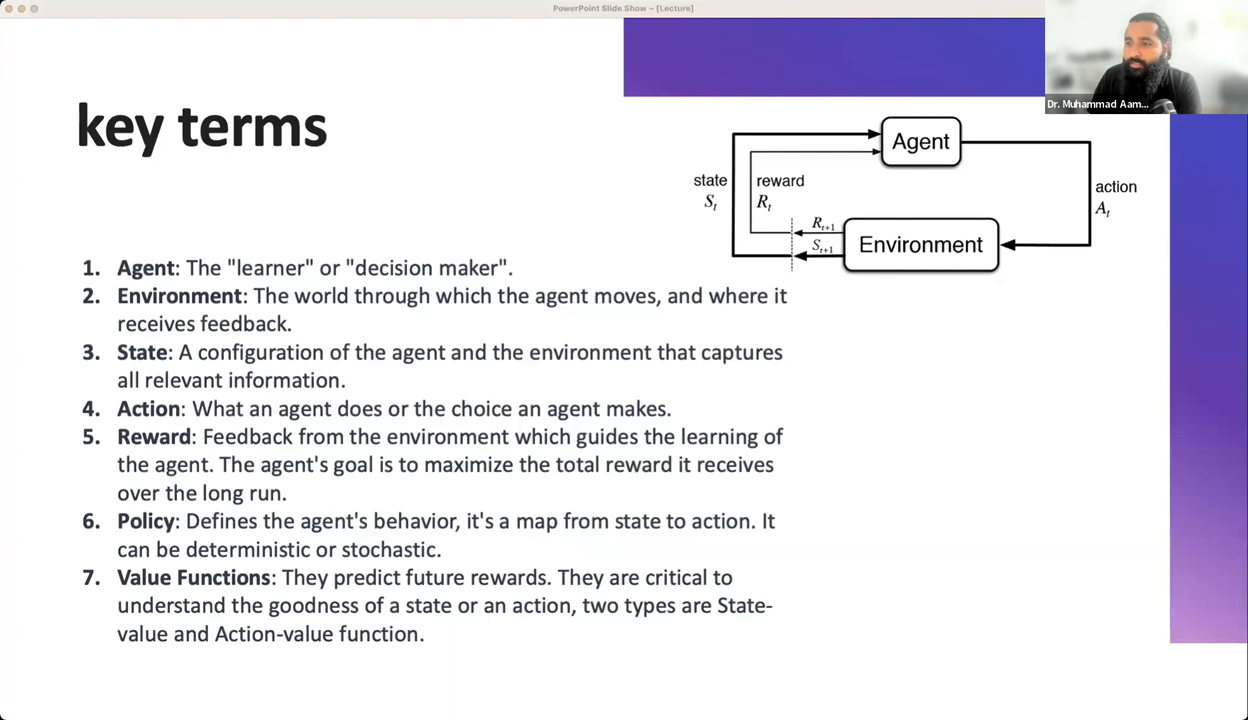 PowerPoint Slide Show – [Lecture]
Dr. Muhammad Aam...
key terms
Agent
state
reward
action
S_t
R_t
A_t
R_{t+1}
S_{t+1}
Environment
1. Agent: The "learner" or "decision maker".
2. Environment: The world through which the agent moves, and where it
receives feedback.
3. State: A configuration of the agent and the environment that captures
all relevant information.
4. Action: What an agent does or the choice an agent makes.
5. Reward: Feedback from the environment which guides the learning of
the agent. The agent's goal is to maximize the total reward it receives
over the long run.
6. Policy: Defines the agent's behavior, it's a map from state to action. It
can be deterministic or stochastic.
7. Value Functions: They predict future rewards. They are critical to
understand the goodness of a state or an action, two types are State-
value and Action-value function.